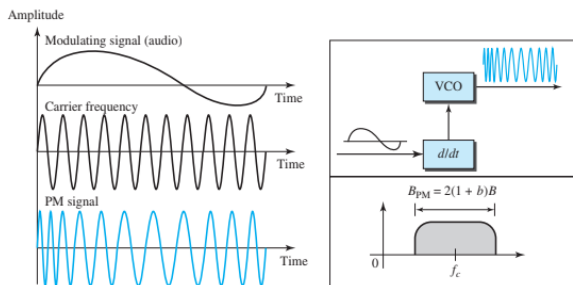 Amplitude
Modulating signal (audio)
Time
Carrier frequency
Time
PM signal
Time
VCO
d/dt
B_PM = 2(1 + b)B
0
f_c